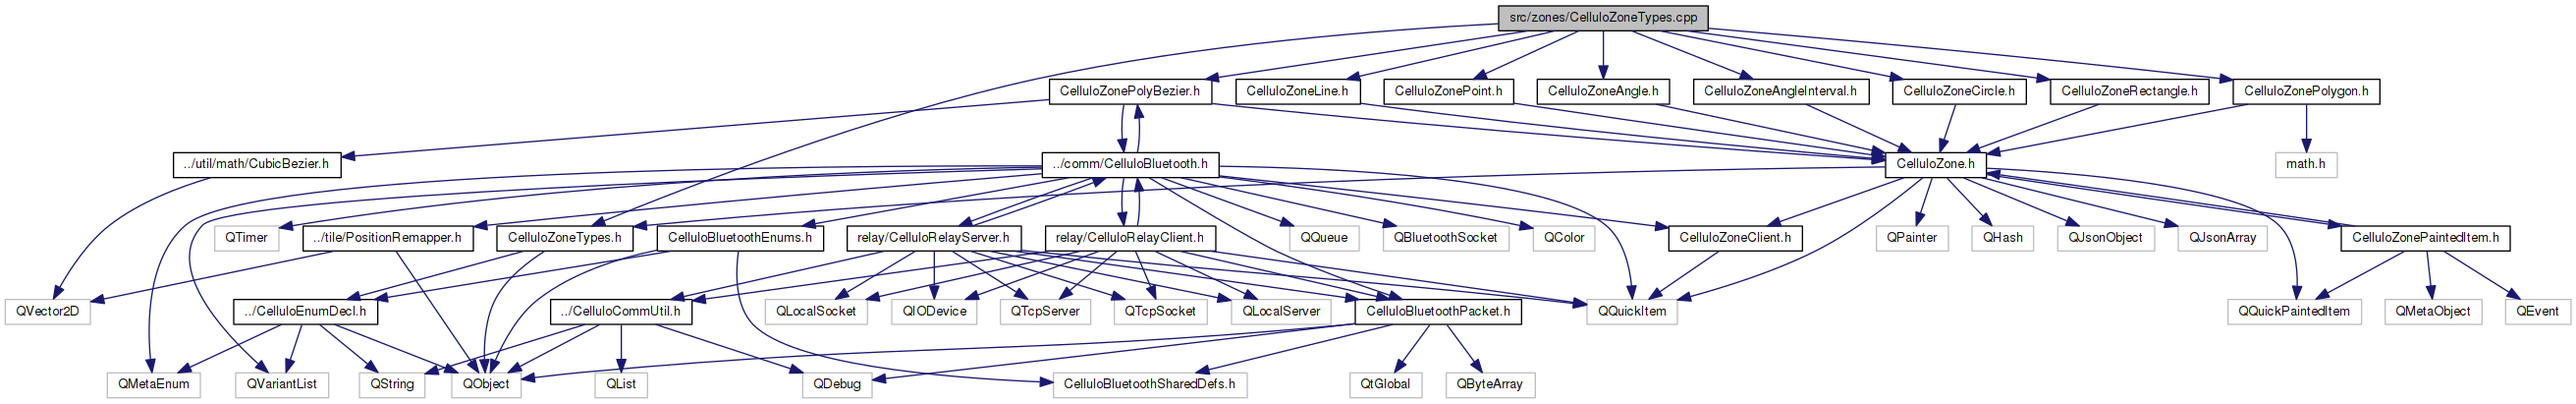 src/zones/CelluloZoneTypes.cpp
CelluloZonePolyBezier.h
CelluloZoneLine.h
CelluloZonePoint.h
CelluloZoneAngle.h
CelluloZoneAngleInterval.h
CelluloZoneCircle.h
CelluloZoneRectangle.h
CelluloZonePolygon.h
../util/math/CubicBezier.h
../comm/CelluloBluetooth.h
CelluloZone.h
math.h
QTimer
../tile/PositionRemapper.h
CelluloZoneTypes.h
CelluloBluetoothEnums.h
relay/CelluloRelayServer.h
relay/CelluloRelayClient.h
QQueue
QBluetoothSocket
QColor
CelluloZoneClient.h
QPainter
QHash
QJsonObject
QJsonArray
CelluloZonePaintedItem.h
QVector2D
../CelluloEnumDecl.h
../CelluloCommUtil.h
QLocalSocket
QIODevice
QTcpServer
QTcpSocket
QLocalServer
CelluloBluetoothPacket.h
QQuickItem
QQuickPaintedItem
QMetaObject
QEvent
QMetaEnum
QVariantList
QString
QObject
QList
QDebug
CelluloBluetoothSharedDefs.h
QtGlobal
QByteArray